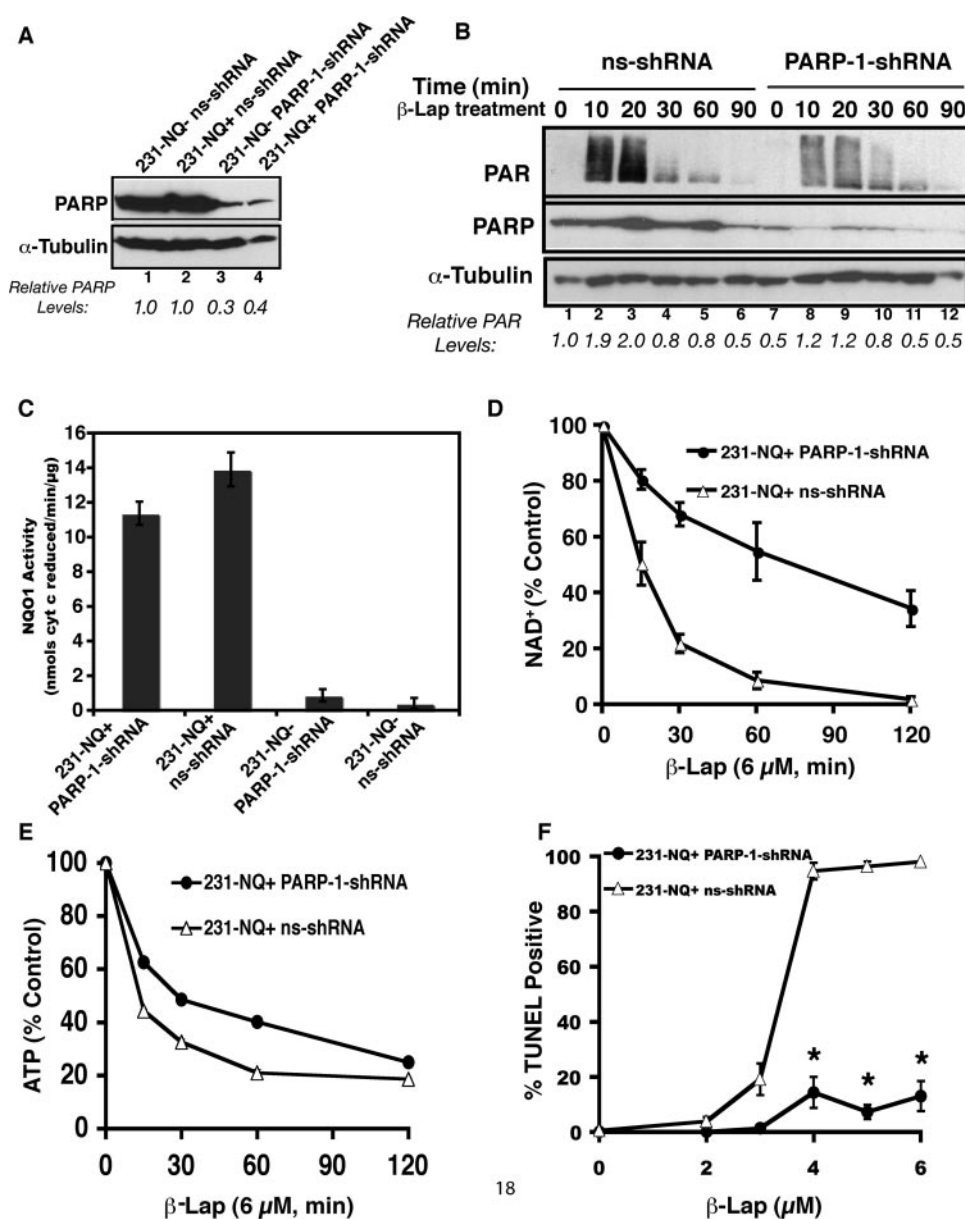 A
231-NQ- ns-shRNA
231-NQ+ ns-shRNA
231-NQ- PARP-1-shRNA
231-NQ+ PARP-1-shRNA
PARP
α-Tubulin
1 2 3 4
Relative PARP
Levels: 1.0 1.0 0.3 0.4
B
ns-shRNA PARP-1-shRNA
Time (min)
β-Lap treatment
0 10 20 30 60 90 0 10 20 30 60 90
PAR
PARP
α-Tubulin
1 2 3 4 5 6 7 8 9 10 11 12
Relative PAR
Levels: 1.0 1.9 2.0 0.8 0.8 0.5 0.5 1.2 1.2 0.8 0.5 0.5
C
NQO1 Activity
(nmols cyt c reduced/min/µg)
16
14
12
10
8
6
4
2
0
231-NQ+
PARP-1-shRNA
231-NQ+
ns-shRNA
231-NQ-
PARP-1-shRNA
231-NQ-
ns-shRNA
D
NAD+ (% Control)
100
80
60
40
20
0
231-NQ+ PARP-1-shRNA
231-NQ+ ns-shRNA
0 30 60 90 120
β-Lap (6 µM, min)
E
ATP (% Control)
100
80
60
40
20
0
231-NQ+ PARP-1-shRNA
231-NQ+ ns-shRNA
0 30 60 90 120
β-Lap (6 µM, min)
F
% TUNEL Positive
100
80
60
40
20
0
231-NQ+ PARP-1-shRNA
231-NQ+ ns-shRNA
* * *
0 2 4 6
β-Lap (µM)
18